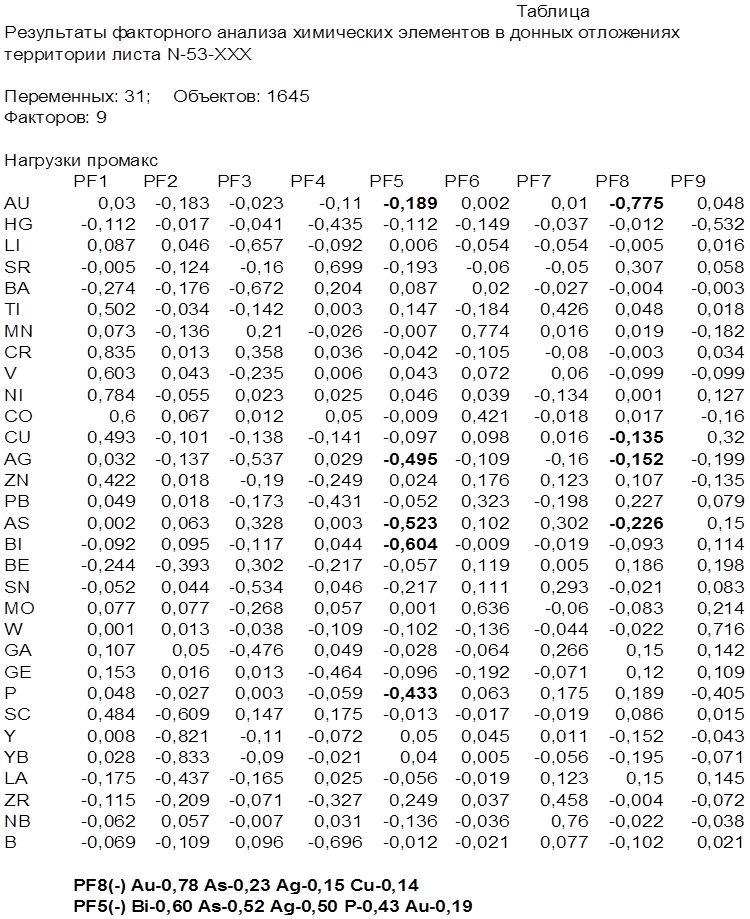 Таблица
Результаты факторного анализа химических элементов в донных отложениях
территории листа N-53-XXX
Переменных: 31; Объектов: 1645
Факторов: 9
Нагрузки промакс
PF1 PF2 PF3 PF4 PF5 PF6 PF7 PF8 PF9
AU 0,03 -0,183 -0,023 -0,11 -0,189 0,002 0,01 -0,775 0,048
HG -0,112 -0,017 -0,041 -0,435 -0,112 -0,149 -0,037 -0,012 -0,532
LI 0,087 0,046 -0,657 -0,092 0,006 -0,054 -0,054 -0,005 0,016
SR -0,005 -0,124 -0,16 0,699 -0,193 -0,06 -0,05 0,307 0,058
BA -0,274 -0,176 -0,672 0,204 0,087 0,02 -0,027 -0,004 -0,003
TI 0,502 -0,034 -0,142 0,003 0,147 -0,184 0,426 0,048 0,018
MN 0,073 -0,136 0,21 -0,026 -0,007 0,774 0,016 0,019 -0,182
CR 0,835 0,013 0,358 0,036 -0,042 -0,105 -0,08 -0,003 0,034
V 0,603 0,043 -0,235 0,006 0,043 0,072 0,06 -0,099 -0,099
NI 0,784 -0,055 0,023 0,025 0,046 0,039 -0,134 0,001 0,127
CO 0,6 0,067 0,012 0,05 -0,009 0,421 -0,018 0,017 -0,16
CU 0,493 -0,101 -0,138 -0,141 -0,097 0,098 0,016 -0,135 0,32
AG 0,032 -0,137 -0,537 0,029 -0,495 -0,109 -0,16 -0,152 -0,199
ZN 0,422 0,018 -0,19 -0,249 0,024 0,176 0,123 0,107 -0,135
PB 0,049 0,018 -0,173 -0,431 -0,052 0,323 -0,198 0,227 0,079
AS 0,002 0,063 0,328 0,003 -0,523 0,102 0,302 -0,226 0,15
BI -0,092 0,095 -0,117 0,044 -0,604 -0,009 -0,019 -0,093 0,114
BE -0,244 -0,393 0,302 -0,217 -0,057 0,119 0,005 0,186 0,198
SN -0,052 0,044 -0,534 0,046 -0,217 0,111 0,293 -0,021 0,083
MO 0,077 0,077 -0,268 0,057 0,001 0,636 -0,06 -0,083 0,214
W 0,001 0,013 -0,038 -0,109 -0,102 -0,136 -0,044 -0,022 0,716
GA 0,107 0,05 -0,476 0,049 -0,028 -0,064 0,266 0,15 0,142
GE 0,153 0,016 0,013 -0,464 -0,096 -0,192 -0,071 0,12 0,109
P 0,048 -0,027 0,003 -0,059 -0,433 0,063 0,175 0,189 -0,405
SC 0,484 -0,609 0,147 0,175 -0,013 -0,017 -0,019 0,086 0,015
Y 0,008 -0,821 -0,11 -0,072 0,05 0,045 0,011 -0,152 -0,043
YB 0,028 -0,833 -0,09 -0,021 0,04 0,005 -0,056 -0,195 -0,071
LA -0,175 -0,437 -0,165 0,025 -0,056 -0,019 0,123 0,15 0,145
ZR -0,115 -0,209 -0,071 -0,327 0,249 0,037 0,458 -0,004 -0,072
NB -0,062 0,057 -0,007 0,031 -0,136 -0,036 0,76 -0,022 -0,038
B -0,069 -0,109 0,096 -0,696 -0,012 -0,021 0,077 -0,102 0,021
PF8(-) Au-0,78 As-0,23 Ag-0,15 Cu-0,14
PF5(-) Bi-0,60 As-0,52 Ag-0,50 P-0,43 Au-0,19